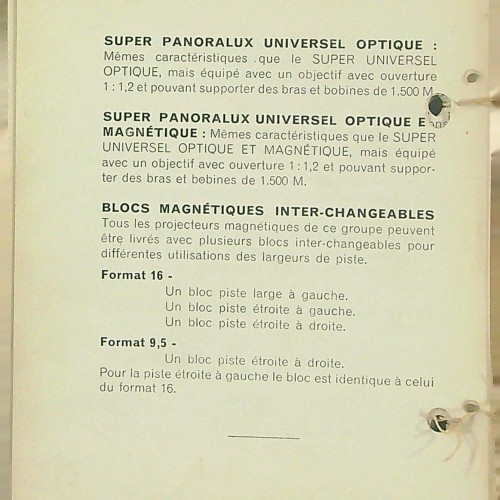 SUPER PANORALUX UNIVERSEL OPTIQUE :
Mêmes caractéristiques que le SUPER UNIVERSEL
OPTIQUE, mais équipé avec un objectif avec ouverture
1 : 1,2 et pouvant supporter des bras et bobines de 1.500 M
SUPER PANORALUX UNIVERSEL OPTIQUE E
MAGNÉTIQUE : Mêmes caractéristiques que le SUPER
UNIVERSEL OPTIQUE ET MAGNÉTIQUE, mais équipé
avec un objectif avec ouverture 1 : 1,2 et pouvant suppor-
ter des bras et bobines de 1.500 M.
BLOCS MAGNÉTIQUES INTER-CHANGEABLES
Tous les projecteurs magnétiques de ce groupe peuvent
être livrés avec plusieurs blocs inter-changeables pour
différentes utilisations des largeurs de piste.
Format 16 -
Un bloc piste large à gauche.
Un bloc piste étroite à gauche.
Un bloc piste étroite à droite.
Format 9,5 -
Un bloc piste étroite à droite.
Pour la piste étroite à gauche le bloc est identique à celui
du format 16.